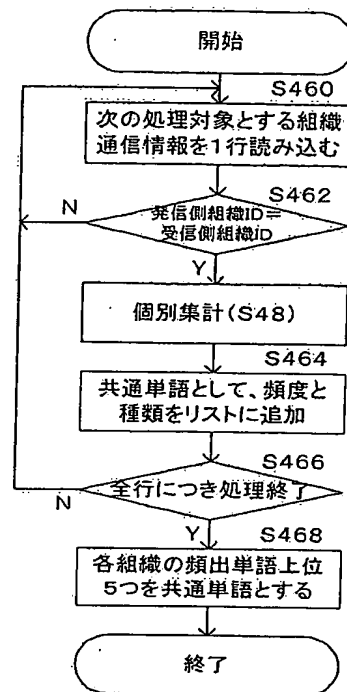 開始
S460
次の処理対象とする組織
通信情報を1行読み込む
S462
N
発信側組織ID=
受信側組織ID
Y
個別集計(S48)
S464
共通単語として、頻度と
種類をリストに追加
S466
N
全行につき処理終了
Y
S468
各組織の頻出単語上位
5つを共通単語とする
終了